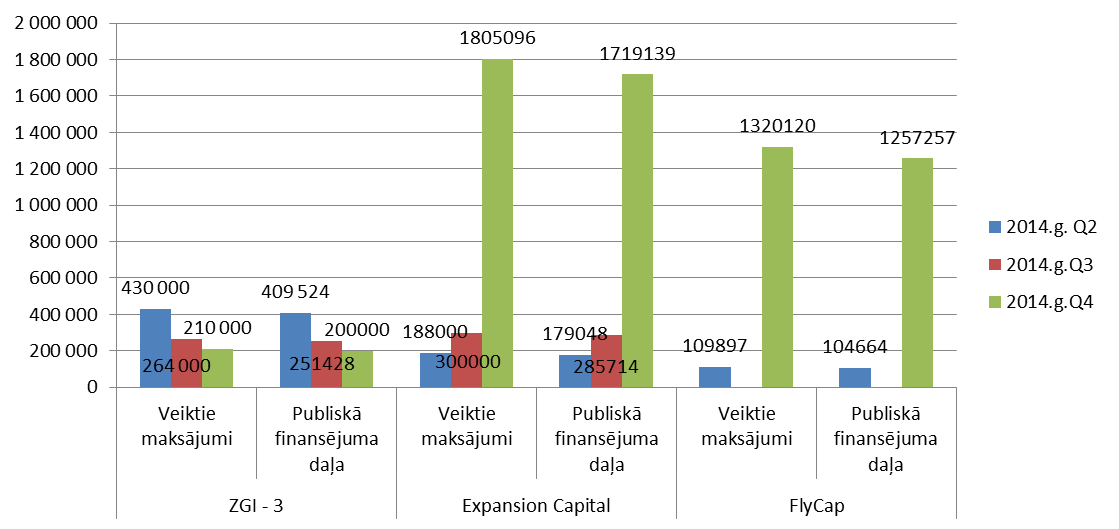 2 000 000
1 800 000
1 600 000
1 400 000
1 200 000
1 000 000
800 000
600 000
400 000
200 000
0
430 000
264 000
210 000
409 524
251428
200000
188000
300000
1805096
179048
285714
1719139
109897
1320120
104664
1257257
Veiktie
maksājumi
Publiskā
finansējuma
daļa
Veiktie
maksājumi
Publiskā
finansējuma
daļa
Veiktie
maksājumi
Publiskā
finansējuma
daļa
ZGI - 3
Expansion Capital
FlyCap
2014.g. Q2
2014.g.Q3
2014.g.Q4